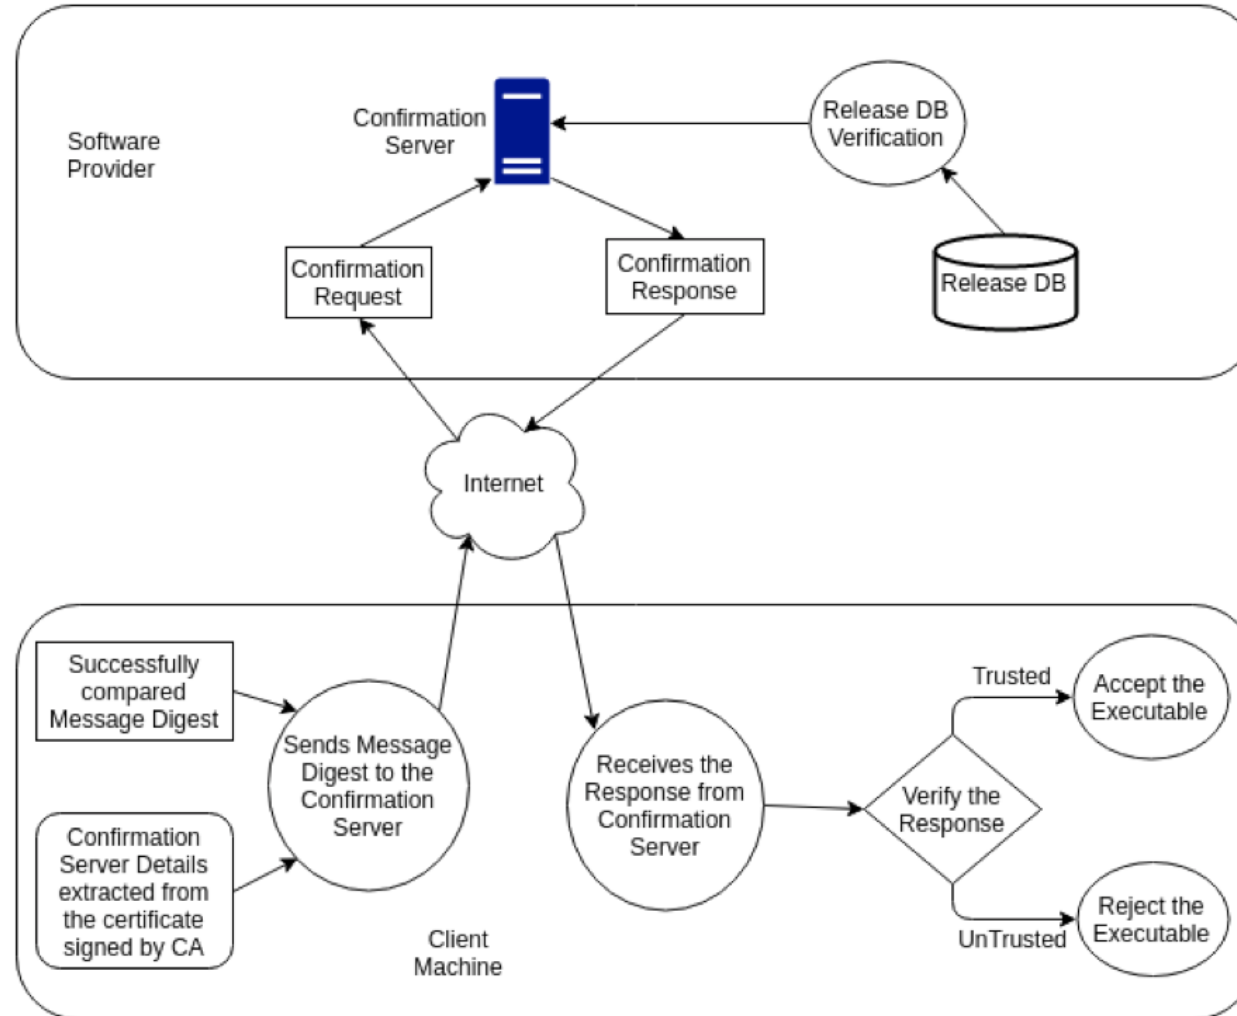 Software
Provider
Confirmation
Server
Release DB
Verification
Confirmation
Request
Confirmation
Response
Release DB
Internet
Successfully
compared
Message Digest
Confirmation
Server Details
extracted from
the certificate
signed by CA
Sends Message
Digest to the
Confirmation
Server
Receives the
Response from
Confirmation
Server
Verify the
Response
Trusted
Accept the
Executable
UnTrusted
Reject the
Executable
Client
Machine